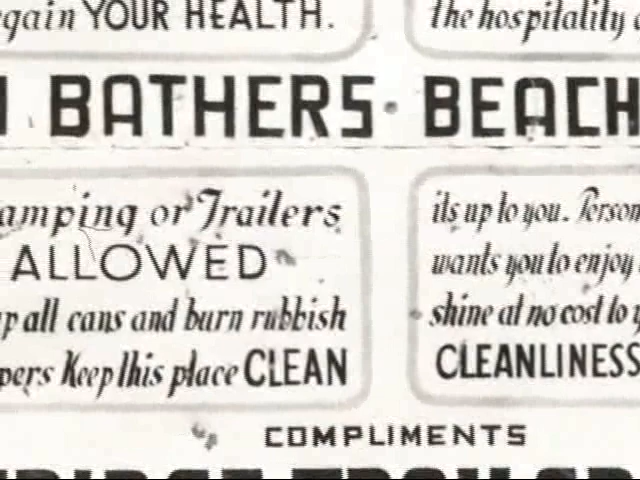 gain YOUR HEALTH.
the hospitality
BATHERS BEACH
amping or Trailers
ALLOWED
up all cans and burn rubbish
pers Keep this place CLEAN
its up to you. Person
wants you to enjoy
shine at no cost to y
CLEANLINESS
COMPLIMENTS